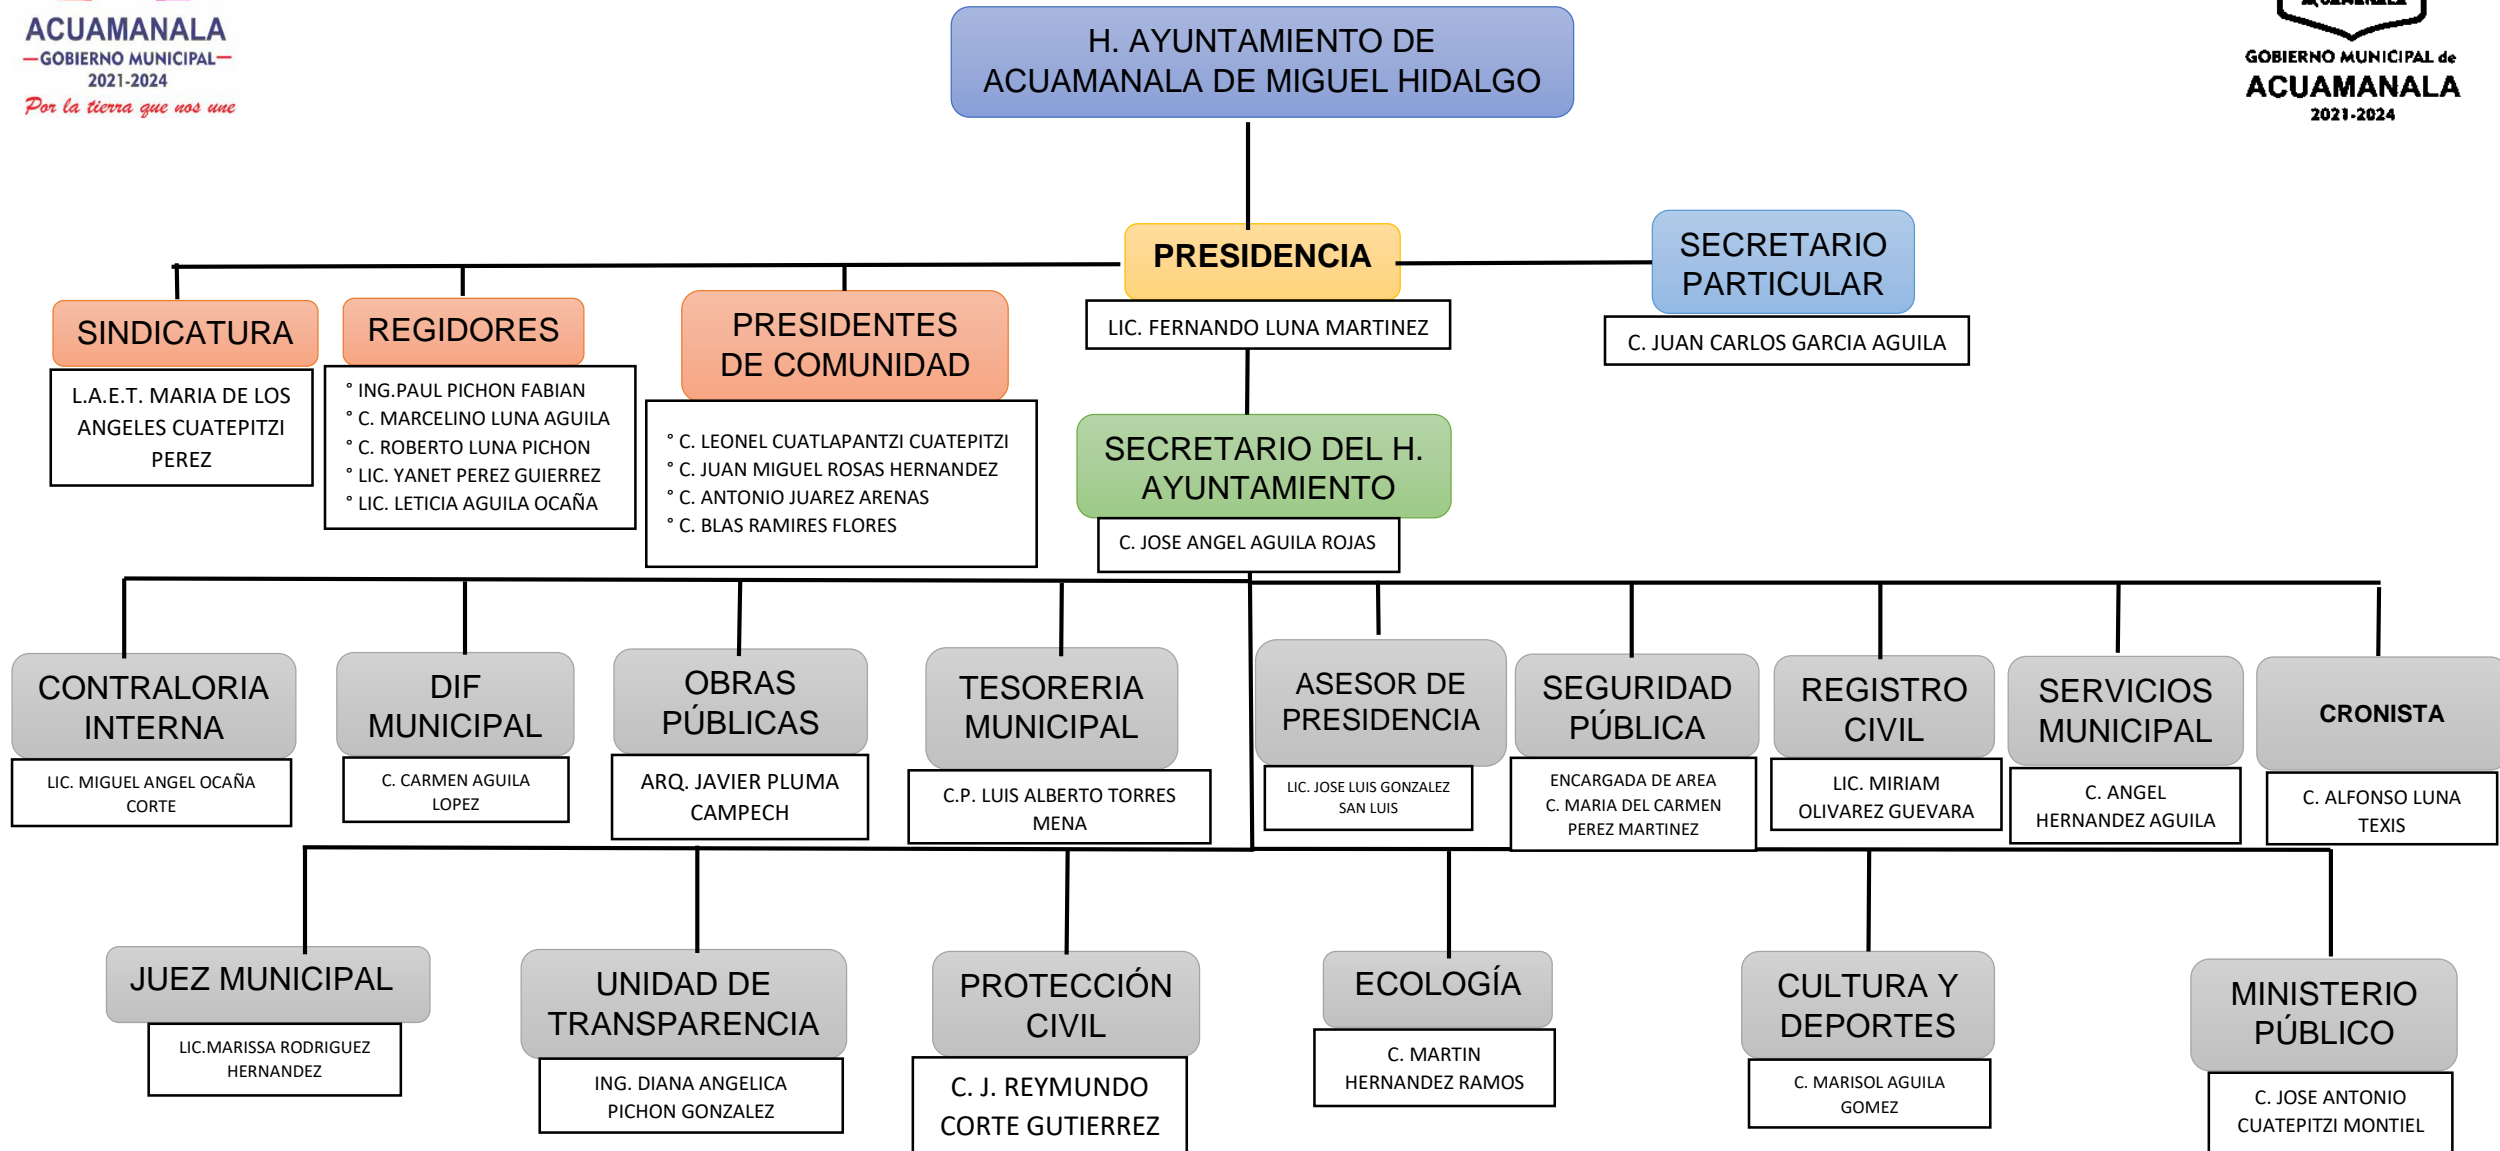 ACUAMANALA
GOBIERNO MUNICIPAL
2021-2024
Por la tierra que nos une
H. AYUNTAMIENTO DE
ACUAMANALA DE MIGUEL HIDALGO
ACUAMANALA
GOBIERNO MUNICIPAL de
ACUAMANALA
2021-2024
PRESIDENCIA
LIC. FERNANDO LUNA MARTINEZ
SECRETARIO
PARTICULAR
C. JUAN CARLOS GARCIA AGUILA
SINDICATURA
L.A.E.T. MARIA DE LOS
ANGELES CUATEPITZI
PEREZ
REGIDORES
° ING.PAUL PICHON FABIAN
° C. MARCELINO LUNA AGUILA
° C. ROBERTO LUNA PICHON
° LIC. YANET PEREZ GUIERREZ
° LIC. LETICIA AGUILA OCAÑA
PRESIDENTES
DE COMUNIDAD
° C. LEONEL CUATLAPANTZI CUATEPITZI
° C. JUAN MIGUEL ROSAS HERNANDEZ
° C. ANTONIO JUAREZ ARENAS
° C. BLAS RAMIRES FLORES
SECRETARIO DEL H.
AYUNTAMIENTO
C. JOSE ANGEL AGUILA ROJAS
CONTRALORIA
INTERNA
LIC. MIGUEL ANGEL OCAÑA
CORTE
DIF
MUNICIPAL
C. CARMEN AGUILA
LOPEZ
OBRAS
PÚBLICAS
ARQ. JAVIER PLUMA
CAMPECH
TESORERIA
MUNICIPAL
C.P. LUIS ALBERTO TORRES
MENA
ASESOR DE
PRESIDENCIA
LIC. JOSE LUIS GONZALEZ
SAN LUIS
SEGURIDAD
PÚBLICA
ENCARGADA DE AREA
C. MARIA DEL CARMEN
PEREZ MARTINEZ
REGISTRO
CIVIL
LIC. MIRIAM
OLIVAREZ GUEVARA
SERVICIOS
MUNICIPAL
C. ANGEL
HERNANDEZ AGUILA
CRONISTA
C. ALFONSO LUNA
TEXIS
JUEZ MUNICIPAL
LIC.MARISSA RODRIGUEZ
HERNANDEZ
UNIDAD DE
TRANSPARENCIA
ING. DIANA ANGELICA
PICHON GONZALEZ
PROTECCIÓN
CIVIL
C. J. REYMUNDO
CORTE GUTIERREZ
ECOLOGÍA
C. MARTIN
HERNANDEZ RAMOS
CULTURA Y
DEPORTES
C. MARISOL AGUILA
GOMEZ
MINISTERIO
PÚBLICO
C. JOSE ANTONIO
CUATEPITZI MONTIEL